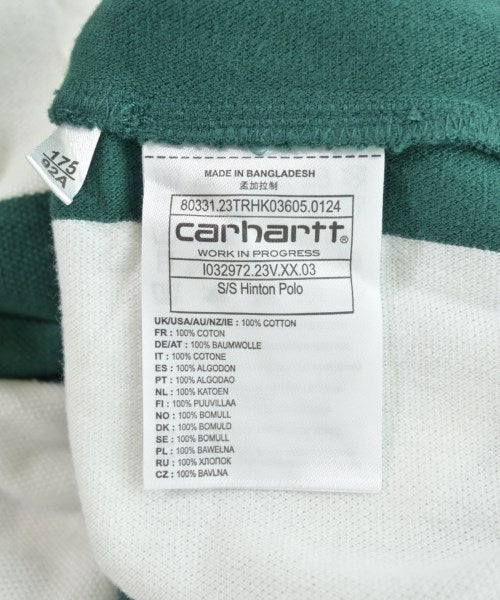 175
92A
MADE IN BANGLADESH
孟加拉制
80331.23TRHK03605.0124
carhartt®
WORK IN PROGRESS
I032972.23V.XX.03
S/S Hinton Polo
UK/USA/AU/NZ/IE : 100% COTTON
FR : 100% COTTON
DE/AT : 100% BAUMWOLLE
IT : 100% COTONE
ES : 100% ALGODON
PT : 100% ALGODAO
NL : 100% KATOEN
FI : 100% PUUVILLAA
NO : 100% BOMULL
DK : 100% BOMULD
SE : 100% BOMULL
PL : 100% BAWEŁNA
RU : 100% ХЛОПОК
CZ : 100% BAVLNA